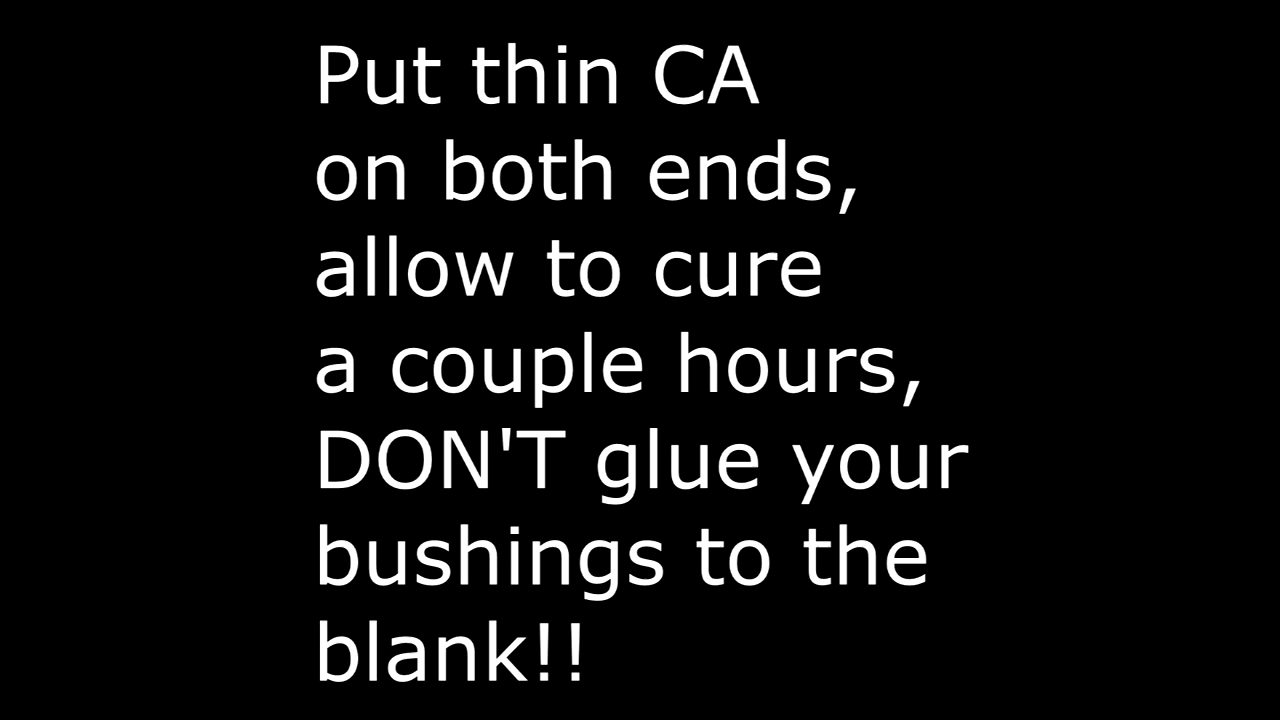 Put thin CA
on both ends,
allow to cure
a couple hours,
DON'T glue your
bushings to the
blank!!